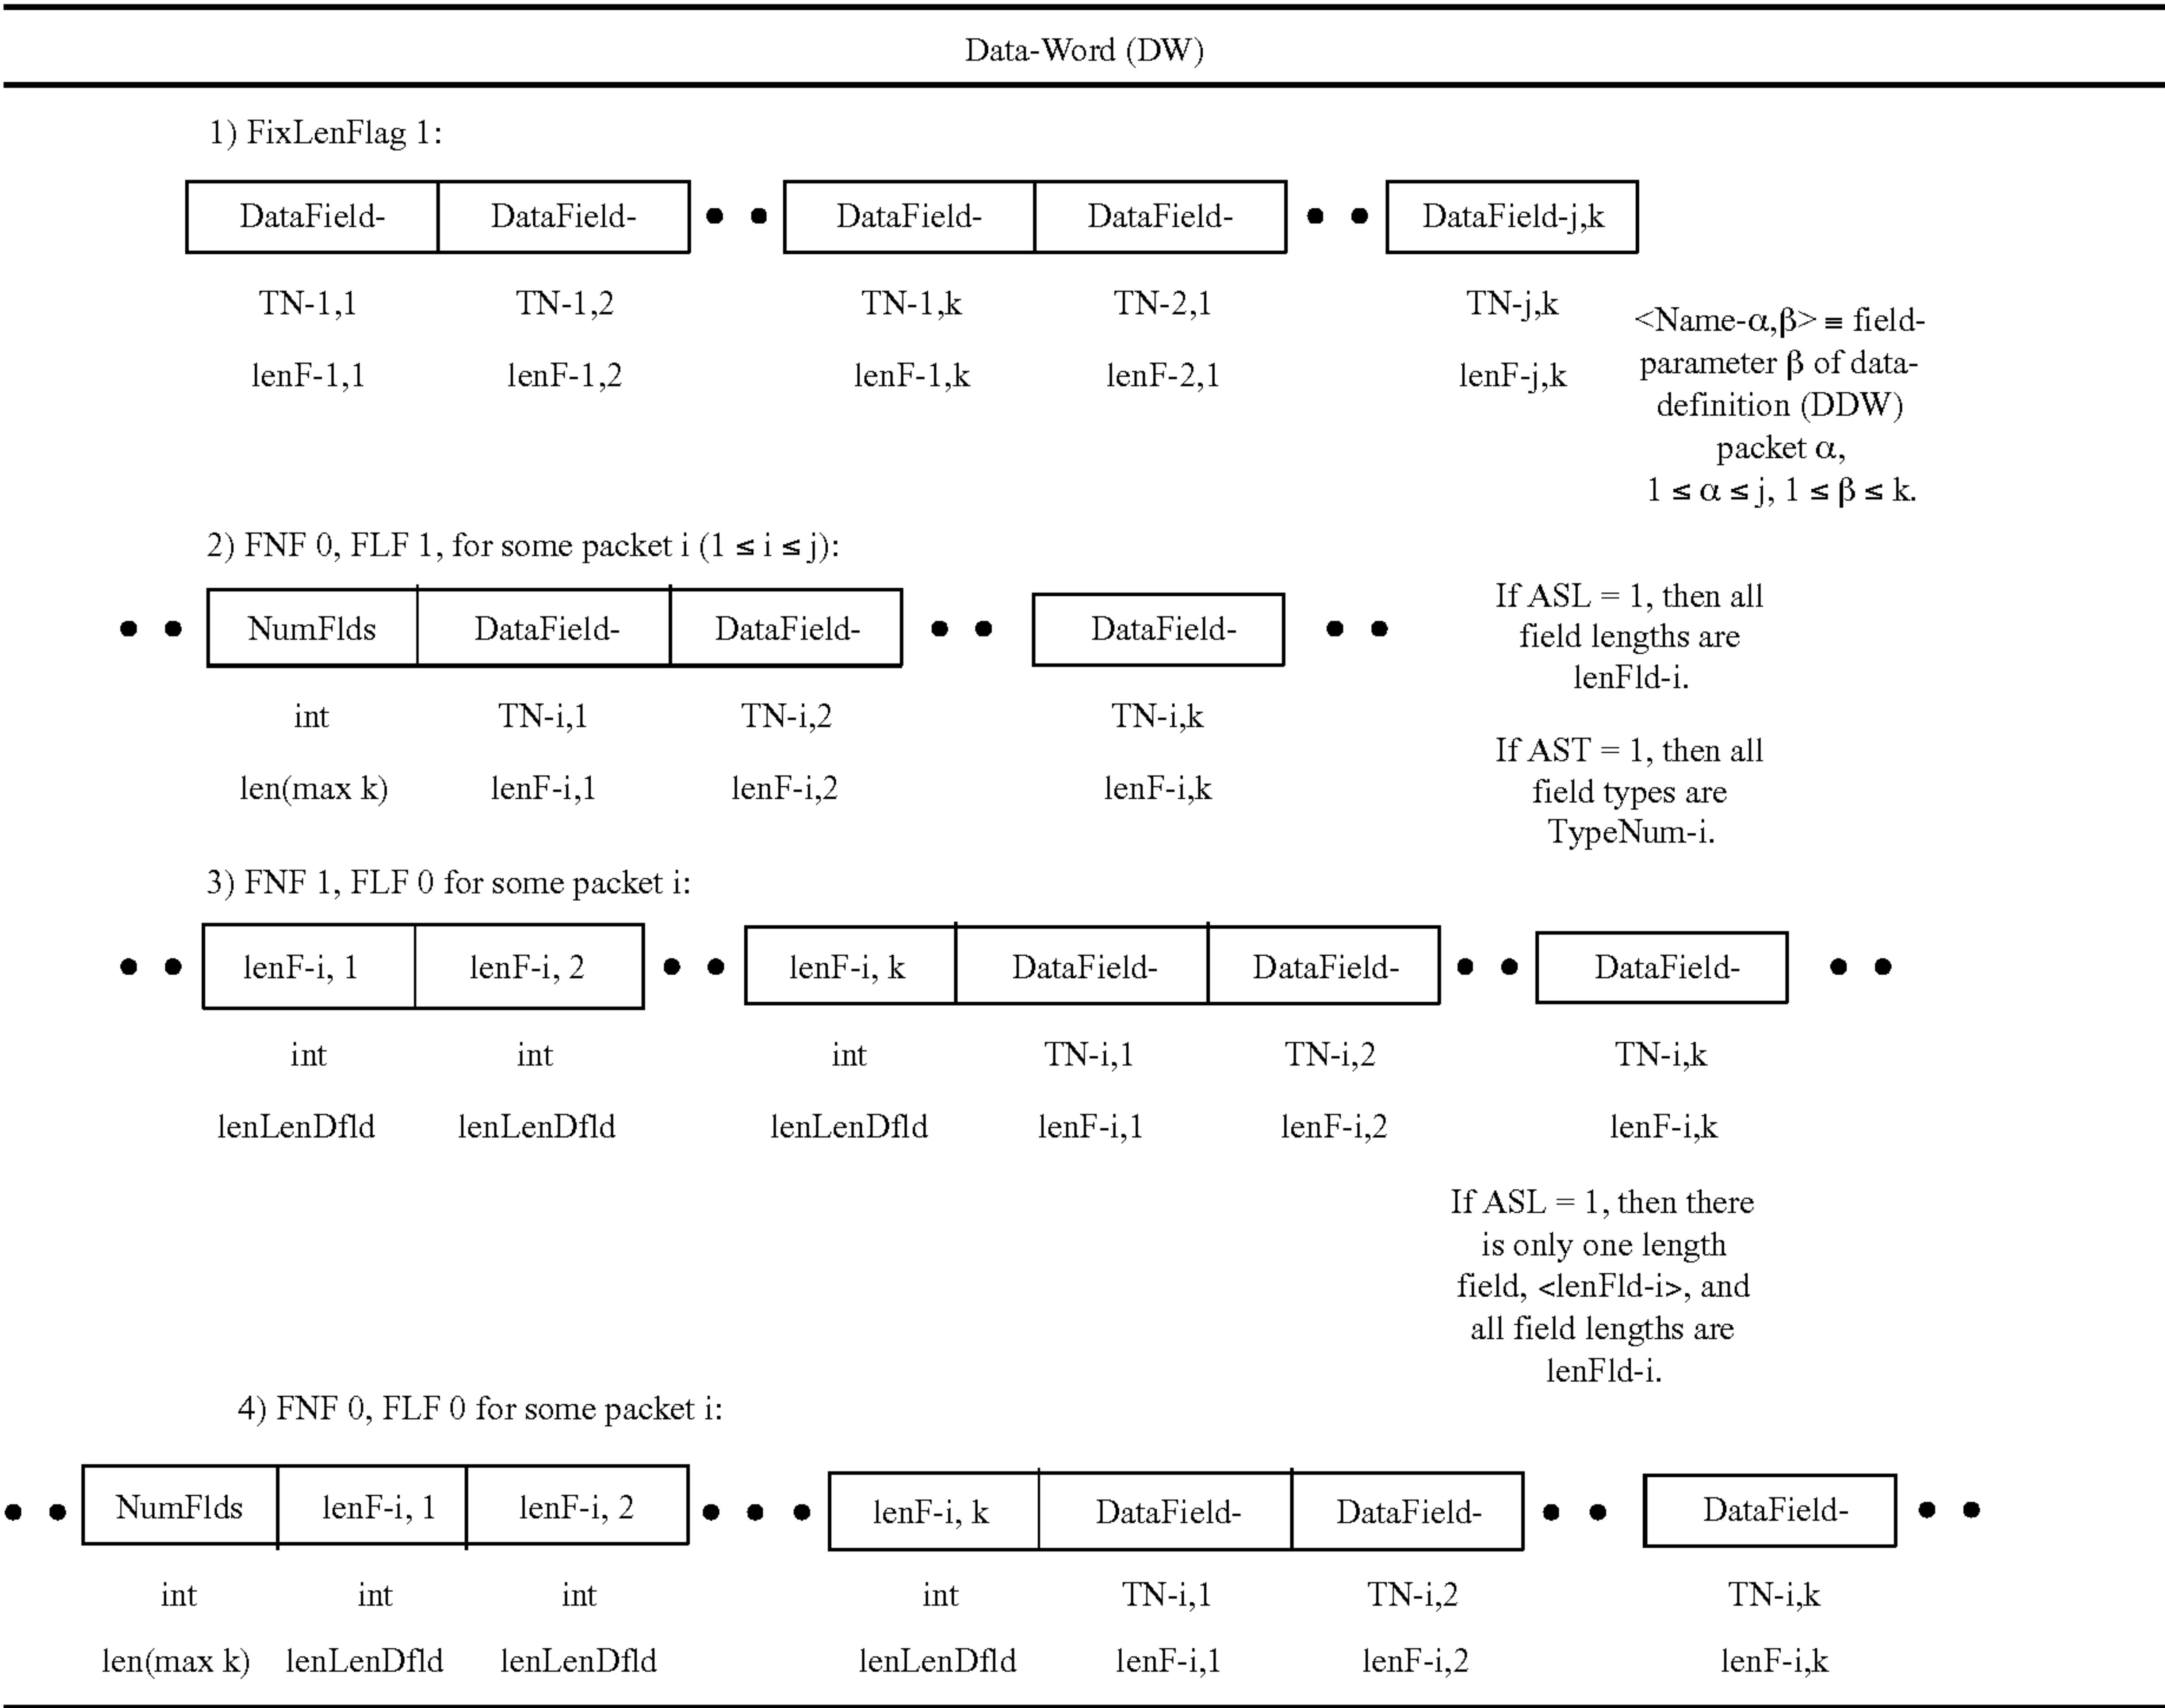 Data-Word (DW)
1) FixLenFlag 1:
DataField- DataField- • • DataField- DataField- • • DataField-j,k
TN-1,1 TN-1,2 TN-1,k TN-2,1 TN-j,k
lenF-1,1 lenF-1,2 lenF-1,k lenF-2,1 lenF-j,k
<Name-α,β> ≡ field-
parameter β of data-
definition (DDW)
packet α,
1 ≤ α ≤ j, 1 ≤ β ≤ k.
2) FNF 0, FLF 1, for some packet i (1 ≤ i ≤ j):
• • NumFlds DataField- DataField- • • DataField- • •
int TN-i,1 TN-i,2 TN-i,k
len(max k) lenF-i,1 lenF-i,2 lenF-i,k
If ASL = 1, then all
field lengths are
lenFld-i.
If AST = 1, then all
field types are
TypeNum-i.
3) FNF 1, FLF 0 for some packet i:
• • lenF-i, 1 lenF-i, 2 • • lenF-i, k DataField- DataField- • • DataField- • •
int int int TN-i,1 TN-i,2 TN-i,k
lenLenDfld lenLenDfld lenLenDfld lenF-i,1 lenF-i,2 lenF-i,k
If ASL = 1, then there
is only one length
field, <lenFld-i>, and
all field lengths are
lenFld-i.
4) FNF 0, FLF 0 for some packet i:
• • NumFlds lenF-i, 1 lenF-i, 2 • • • lenF-i, k DataField- DataField- • • DataField- • •
int int int int TN-i,1 TN-i,2 TN-i,k
len(max k) lenLenDfld lenLenDfld lenLenDfld lenF-i,1 lenF-i,2 lenF-i,k